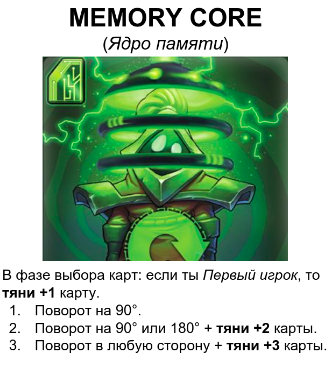 MEMORY CORE
(Ядро памяти)
В фазе выбора карт: если ты Первый игрок, то
тяни +1 карту.
1. Поворот на 90°.
2. Поворот на 90° или 180° + тяни +2 карты.
3. Поворот в любую сторону + тяни +3 карты.